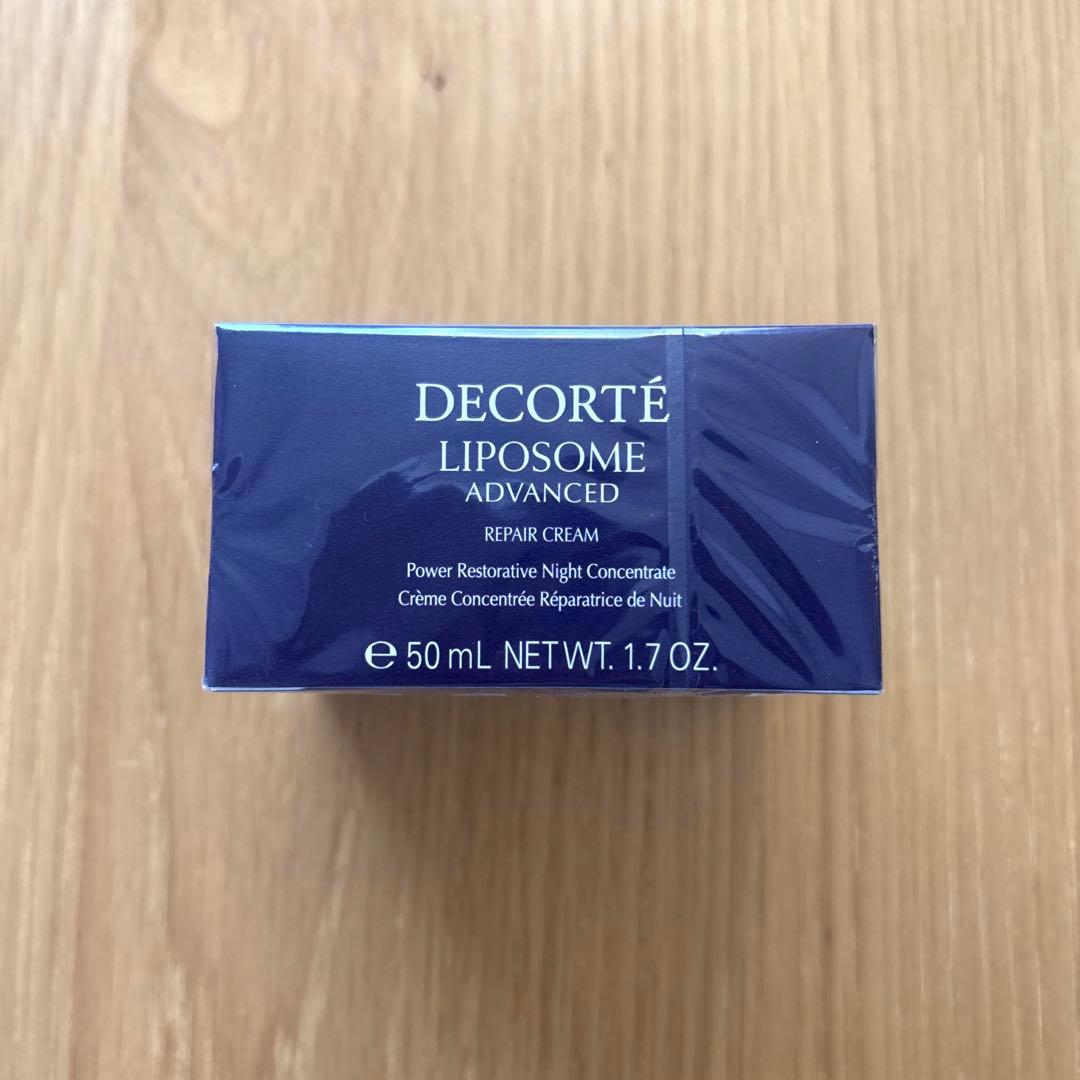 DECORTÉ
LIPOSOME
ADVANCED
REPAIR CREAM
Power Restorative Night Concentrate
Crème Concentrée Réparatrice de Nuit
℮ 50 mL NET WT. 1.7 OZ.